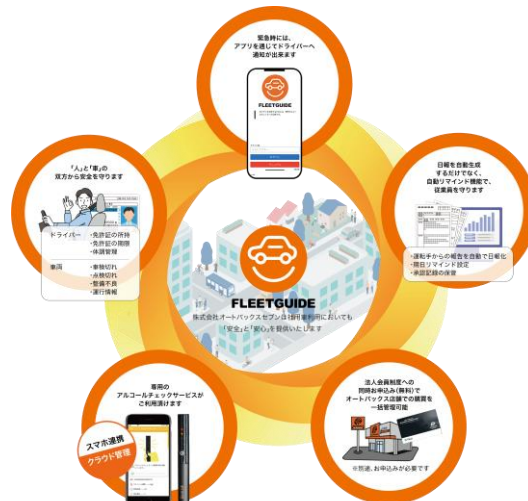 緊急時には、
アプリを通じてドライバーへ
通知が出来ます
FLEETGUIDE
「人」と「車」の
双方から安全を守ります
ドライバー
・免許証の所持
・免許証の期限
・体調管理
車両
・車検切れ
・点検切れ
・整備不良
・運行情報
日報を自動生成
するだけでなく、
自動リマインド機能で、
従業員を守ります
・運転手からの報告を自動で日報化
・期日リマインド設定
・承認記録の保管
FLEETGUIDE
株式会社オートバックスセブンは社用車利用においても
「安全」と「安心」を提供いたします
専用の
アルコールチェックサービスが
ご利用頂けます
スマホ連携
クラウド管理
法人会員制度への
同時お申込み(無料)で
オートバックス店舗での購買を
一括管理可能
※別途、お申込みが必要です